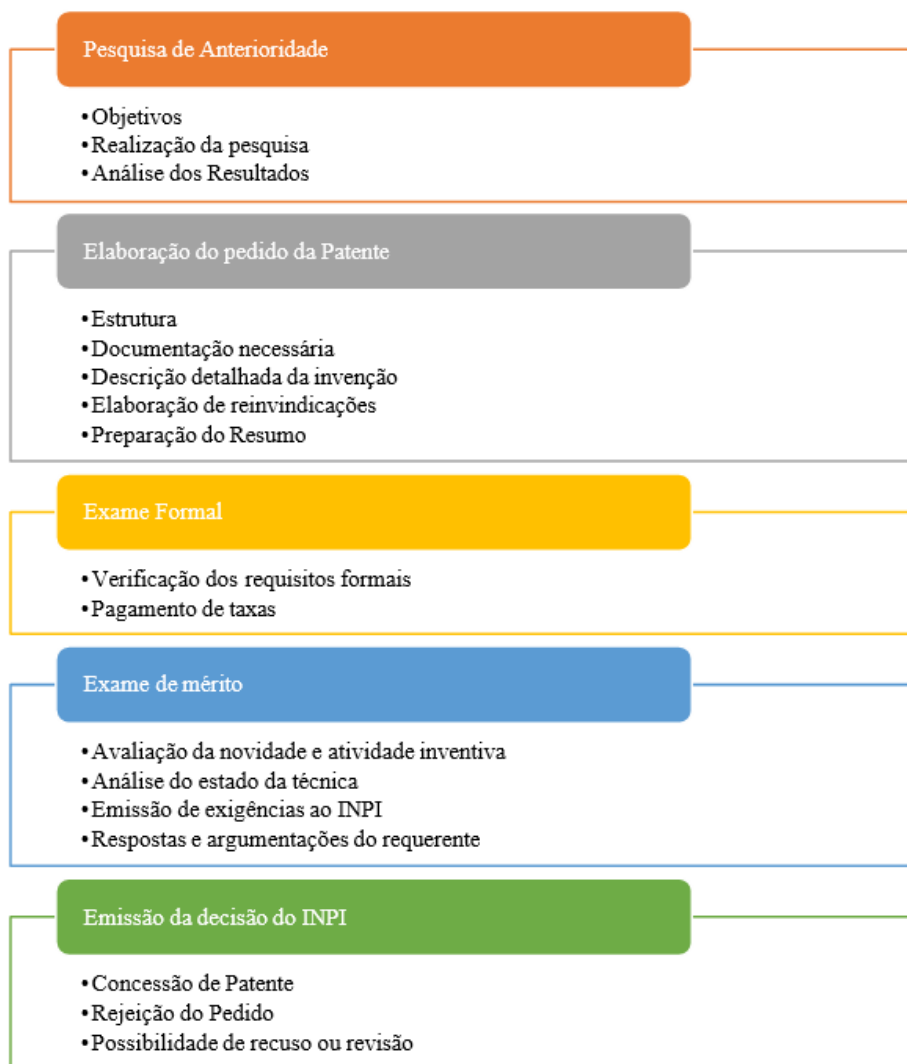 Pesquisa de Anterioridade
•Objetivos
•Realização da pesquisa
•Análise dos Resultados
Elaboração do pedido da Patente
•Estrutura
•Documentação necessária
•Descrição detalhada da invenção
•Elaboração de reinvindicações
•Preparação do Resumo
Exame Formal
•Verificação dos requisitos formais
•Pagamento de taxas
Exame de mérito
•Avaliação da novidade e atividade inventiva
•Análise do estado da técnica
•Emissão de exigências ao INPI
•Respostas e argumentações do requerente
Emissão da decisão do INPI
•Concessão de Patente
•Rejeição do Pedido
•Possibilidade de recuso ou revisão